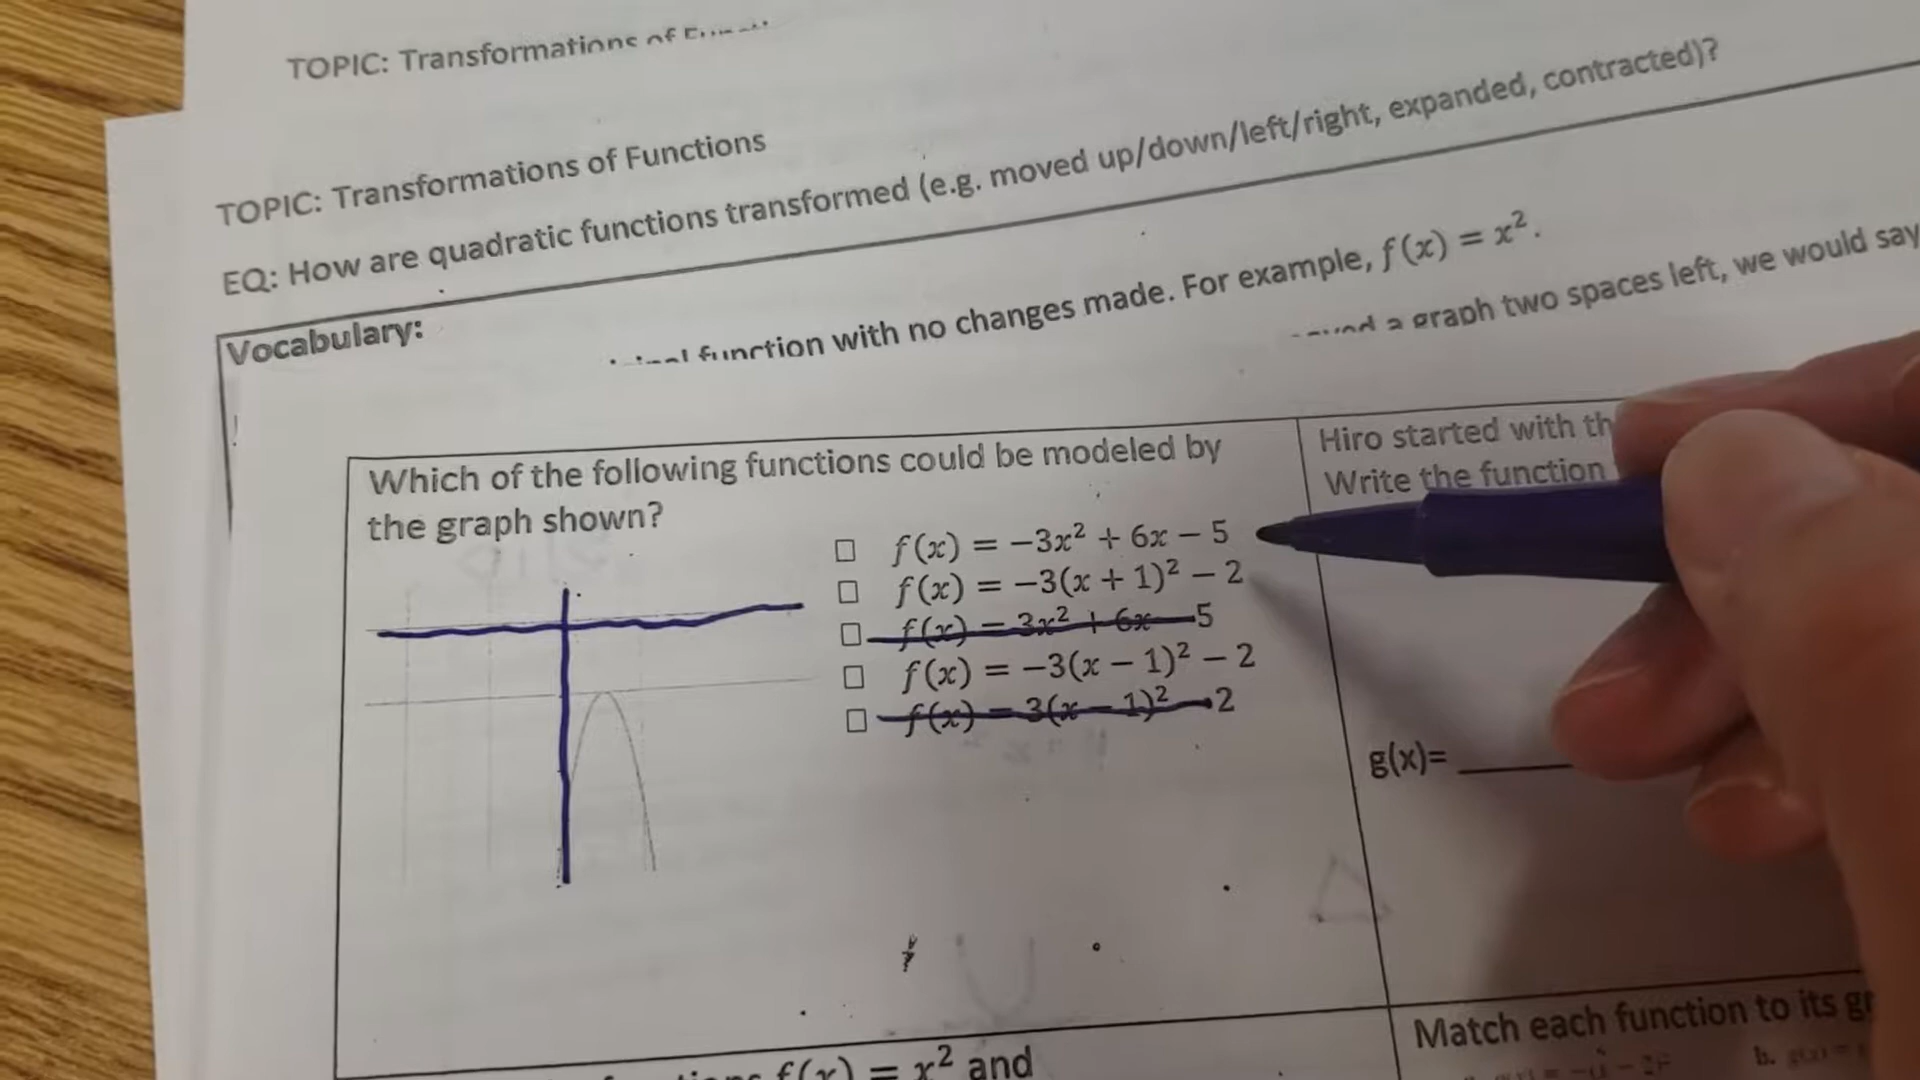 TOPIC: Transformations of
TOPIC: Transformations of Functions
EQ: How are quadratic functions transformed (e.g. moved up/down/left/right, expanded, contracted)?
Vocabulary:
function with no changes made. For example, f(x) = x².
a graph two spaces left, we would say
Which of the following functions could be modeled by
the graph shown?
□ f(x) = −3x² + 6x − 5
□ f(x) = −3(x + 1)² − 2
□ f(x) = 3x² + 6x − 5
□ f(x) = −3(x − 1)² − 2
□ f(x) = 3(x − 1)² − 2
Hiro started with th
Write the function
g(x)=
f(x) = x² and
Match each function to its gr
b.